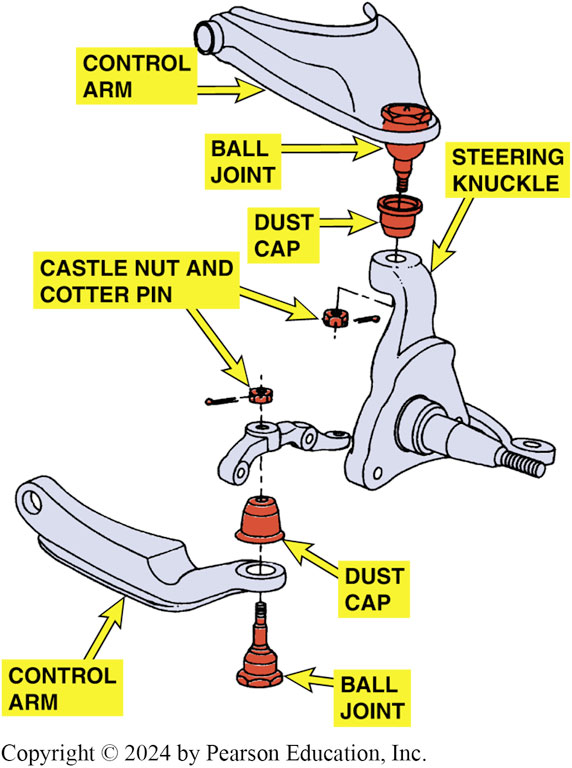 CONTROL
ARM
BALL
JOINT
STEERING
KNUCKLE
DUST
CAP
CASTLE NUT AND
COTTER PIN
DUST
CAP
CONTROL
ARM
BALL
JOINT
Copyright © 2024 by Pearson Education, Inc.